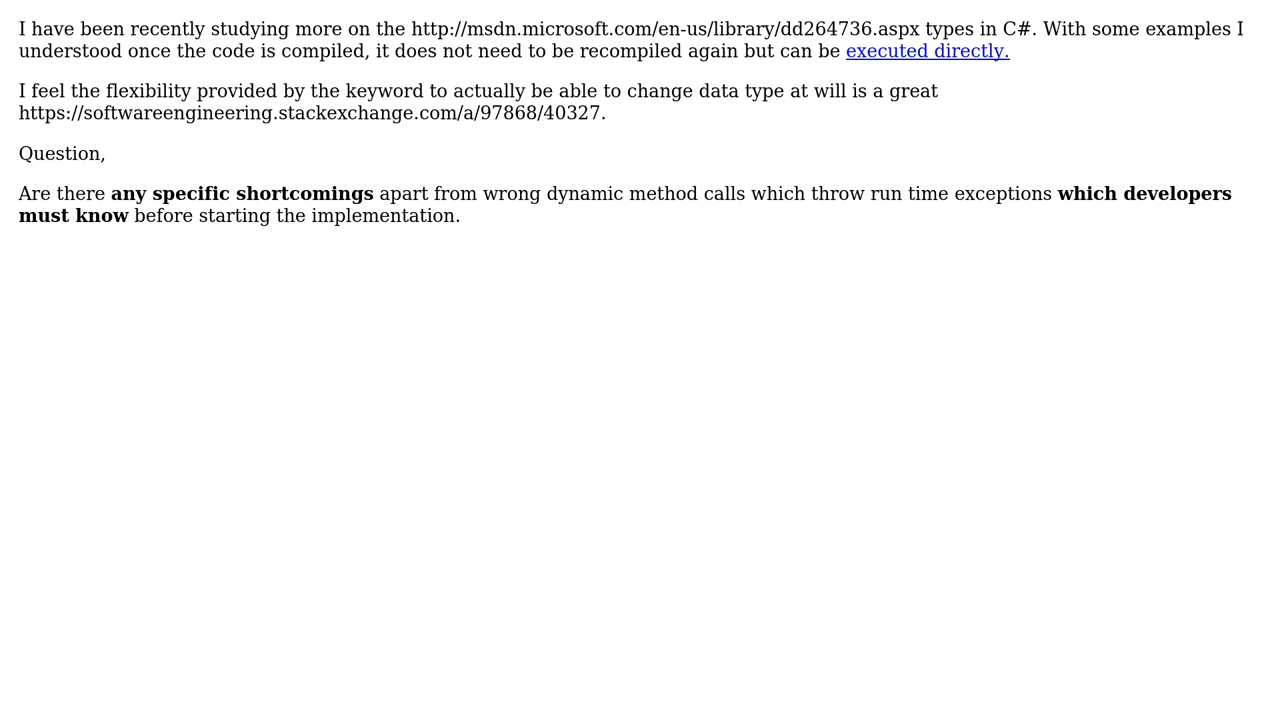 I have been recently studying more on the http://msdn.microsoft.com/en-us/library/dd264736.aspx types in C#. With some examples I
understood once the code is compiled, it does not need to be recompiled again but can be executed directly.
I feel the flexibility provided by the keyword to actually be able to change data type at will is a great
https://softwareengineering.stackexchange.com/a/97868/40327.
Question,
Are there any specific shortcomings apart from wrong dynamic method calls which throw run time exceptions which developers
must know before starting the implementation.